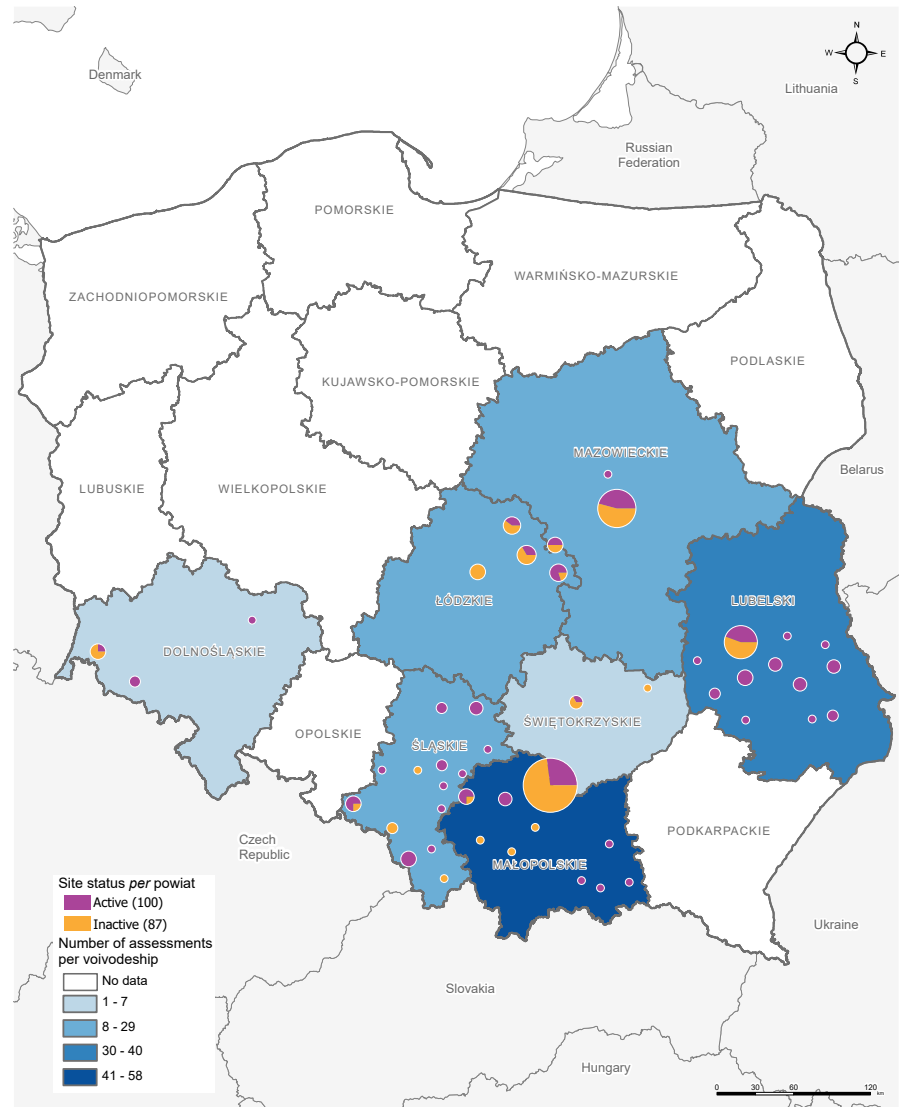 N
W E
S
Denmark
Lithuania
Russian
Federation
POMORSKIE
WARMIŃSKO-MAZURSKIE
ZACHODNIOPOMORSKIE
PODLASKIE
KUJAWSKO-POMORSKIE
MAZOWIECKIE
Belarus
LUBUSKIE
WIELKOPOLSKIE
ŁÓDZKIE
LUBELSKI
DOLNOŚLĄSKIE
OPOLSKIE
ŚWIĘTOKRZYSKIE
ŚLĄSKIE
PODKARPACKIE
Czech
Republic
MAŁOPOLSKIE
Ukraine
Slovakia
Hungary
Site status per powiat
Active (100)
Inactive (87)
Number of assessments
per voivodeship
No data
1 - 7
8 - 29
30 - 40
41 - 58
0 30 60 120
km